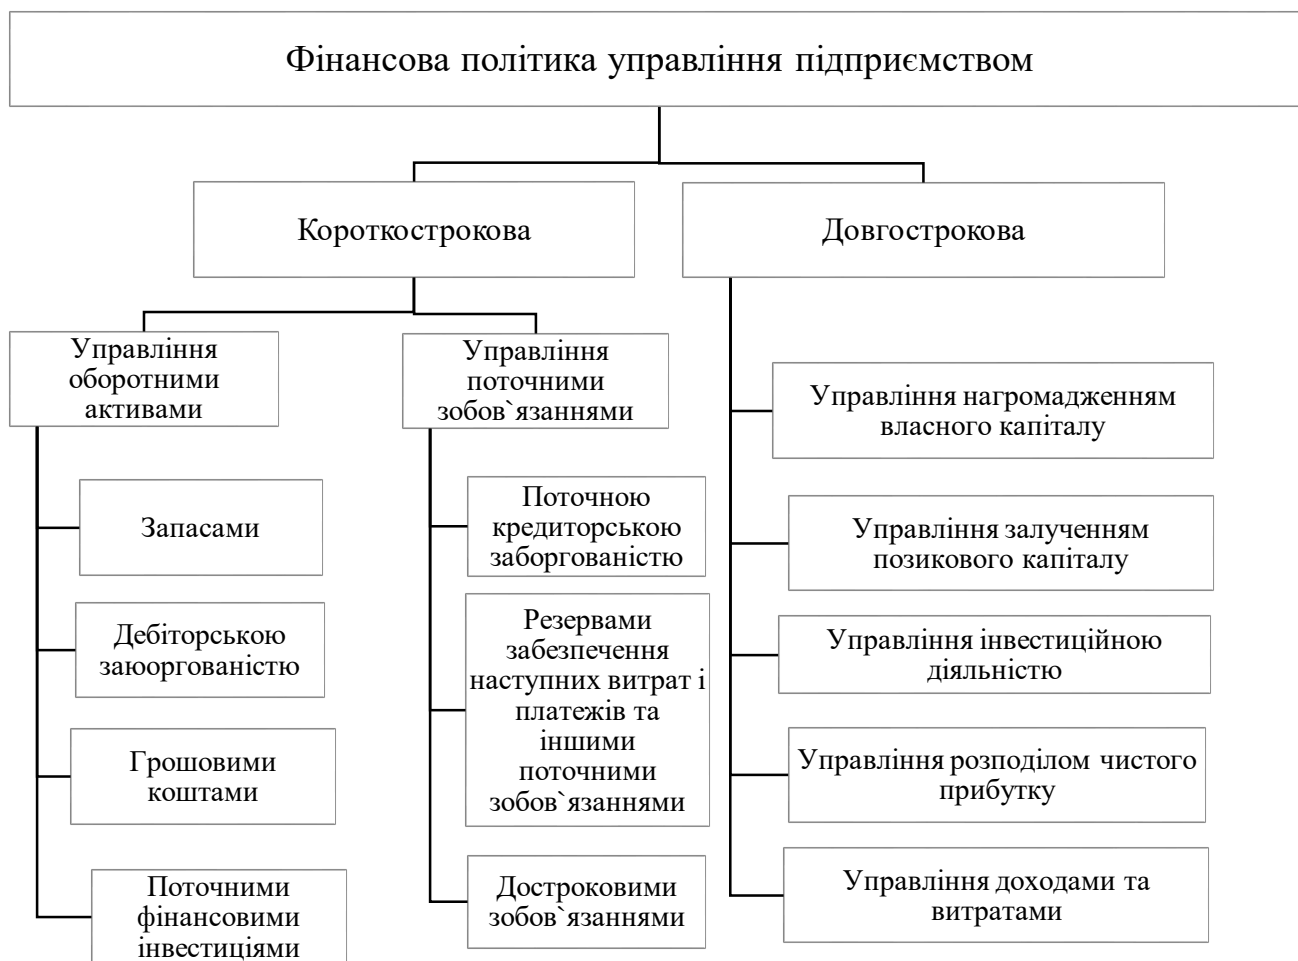 Фінансова політика управління підприємством
Короткострокова
Довгострокова
Управління
оборотними
активами
Запасами
Дебіторською
заюоргованістю
Грошовими
коштами
Поточними
фінансовими
інвестиціями
Управління
поточними
зобов`язаннями
Поточною
кредиторською
заборгованістю
Резервами
забезпечення
наступних витрат і
платежів та
іншими
поточними
зобов`язаннями
Достроковими
зобов`язаннями
Управління нагромадженням
власного капіталу
Управління залученням
позикового капіталу
Управління інвестиційною
діяльністю
Управління розподілом чистого
прибутку
Управління доходами та
витратами